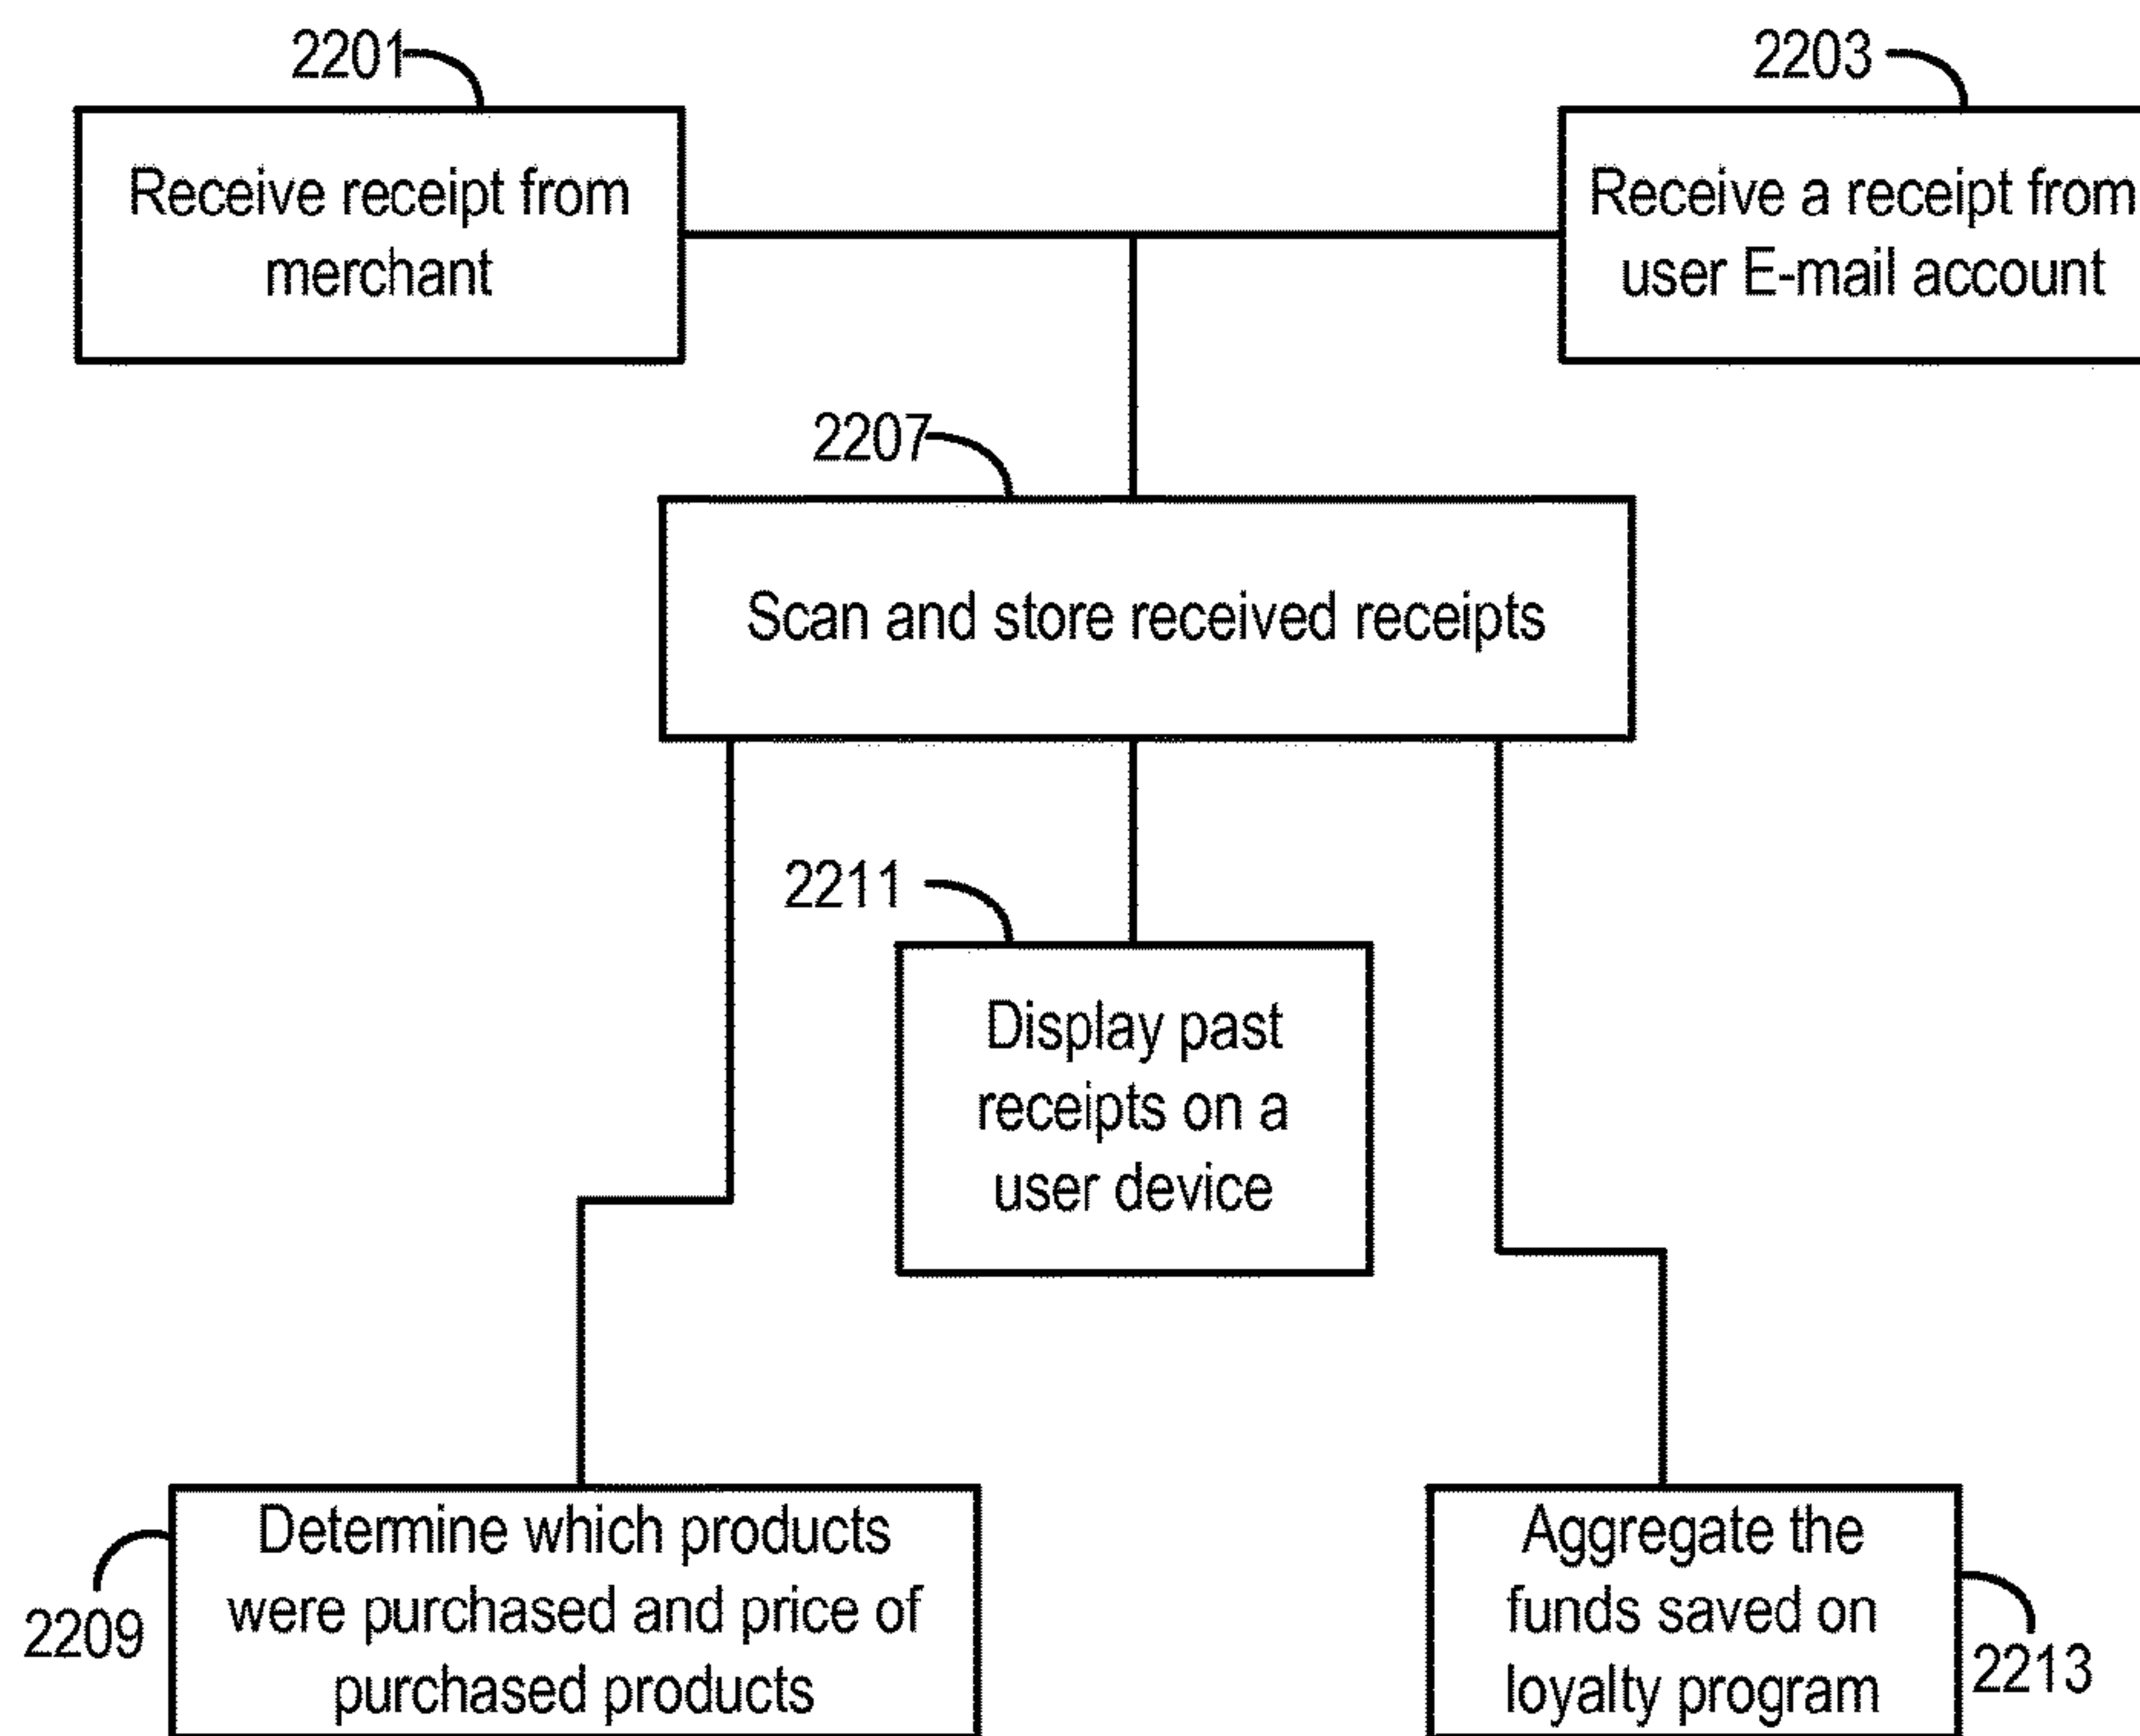 2201
2203
Receive receipt from
merchant
Receive a receipt from
user E-mail account
2207
Scan and store received receipts
2211
Display past
receipts on a
user device
Determine which products
were purchased and price of
purchased products
2209
Aggregate the
funds saved on
loyalty program
2213